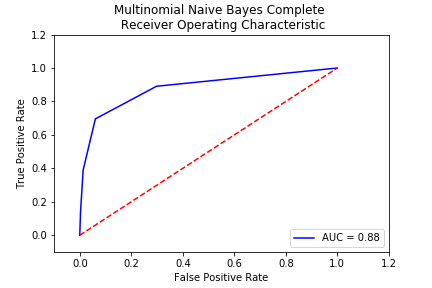 Multinomial Naive Bayes Complete
Receiver Operating Characteristic
1.2
1.0
0.8
0.6
0.4
0.2
0.0
True Positive Rate
AUC = 0.88
0.0 0.2 0.4 0.6 0.8 1.0 1.2
False Positive Rate